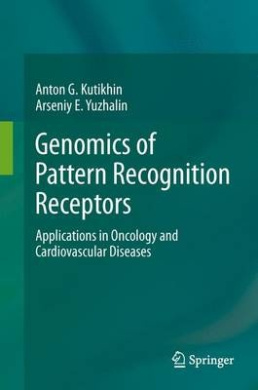 Anton G. Kutikhin
Arseniy E. Yuzhalin
Genomics of
Pattern Recognition
Receptors
Applications in Oncology and
Cardiovascular Diseases
Springer